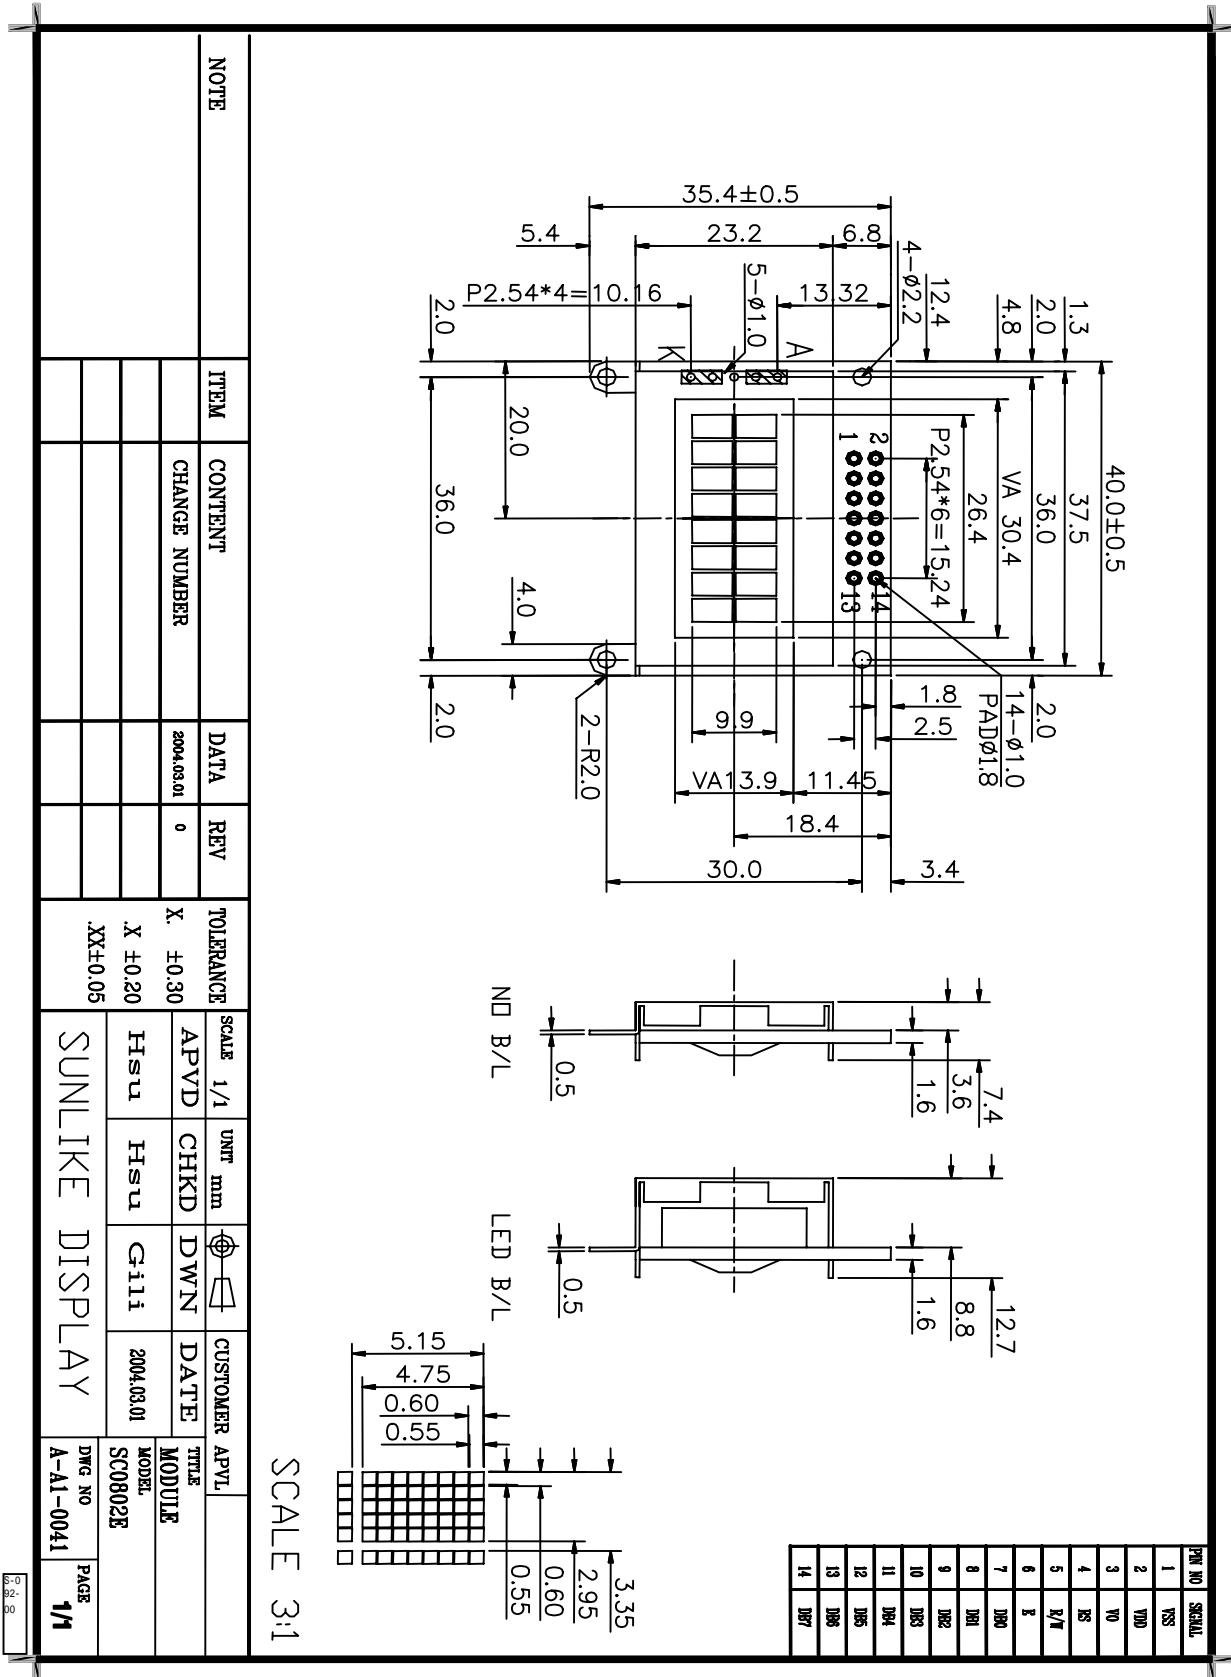 40.0±0.5
37.5
36.0
VA 30.4
26.4
P2.54*6=15.24
1.3
2.0
4.8
12.4
4-ø2.2
2.0
14-ø1.0
PADø1.8
35.4±0.5
5.4
23.2
6.8
P2.54*4=10.16
5-ø1.0
13.32
A
K
2
1
14
13
1.8
2.5
9.9
VA13.9
11.45
18.4
30.0
3.4
2.0
20.0
36.0
4.0
2.0
2-R2.0
7.4
3.6
1.6
0.5
NO B/L
12.7
8.8
1.6
0.5
LED B/L
5.15
4.75
0.60
0.55
3.35
2.95
0.60
0.55
SCALE 3:1
PIN NO SIGNAL
1 VSS
2 VDD
3 VO
4 RS
5 R/W
6 E
7 DB0
8 DB1
9 DB2
10 DB3
11 DB4
12 DB5
13 DB6
14 DB7
NOTE
ITEM CONTENT DATA REV
CHANGE NUMBER 2004.03.01 0
TOLERANCE
X. ±0.30
.X ±0.20
.XX±0.05
SCALE 1/1 UNIT mm CUSTOMER APVL
APVD CHKD DWN DATE
Hsu Hsu Gili 2004.03.01
SUNLIKE DISPLAY
TITLE
MODULE
MODEL
SC0802E
DWG NO
A-A1-0041
PAGE
1/1
S-0
92-
00